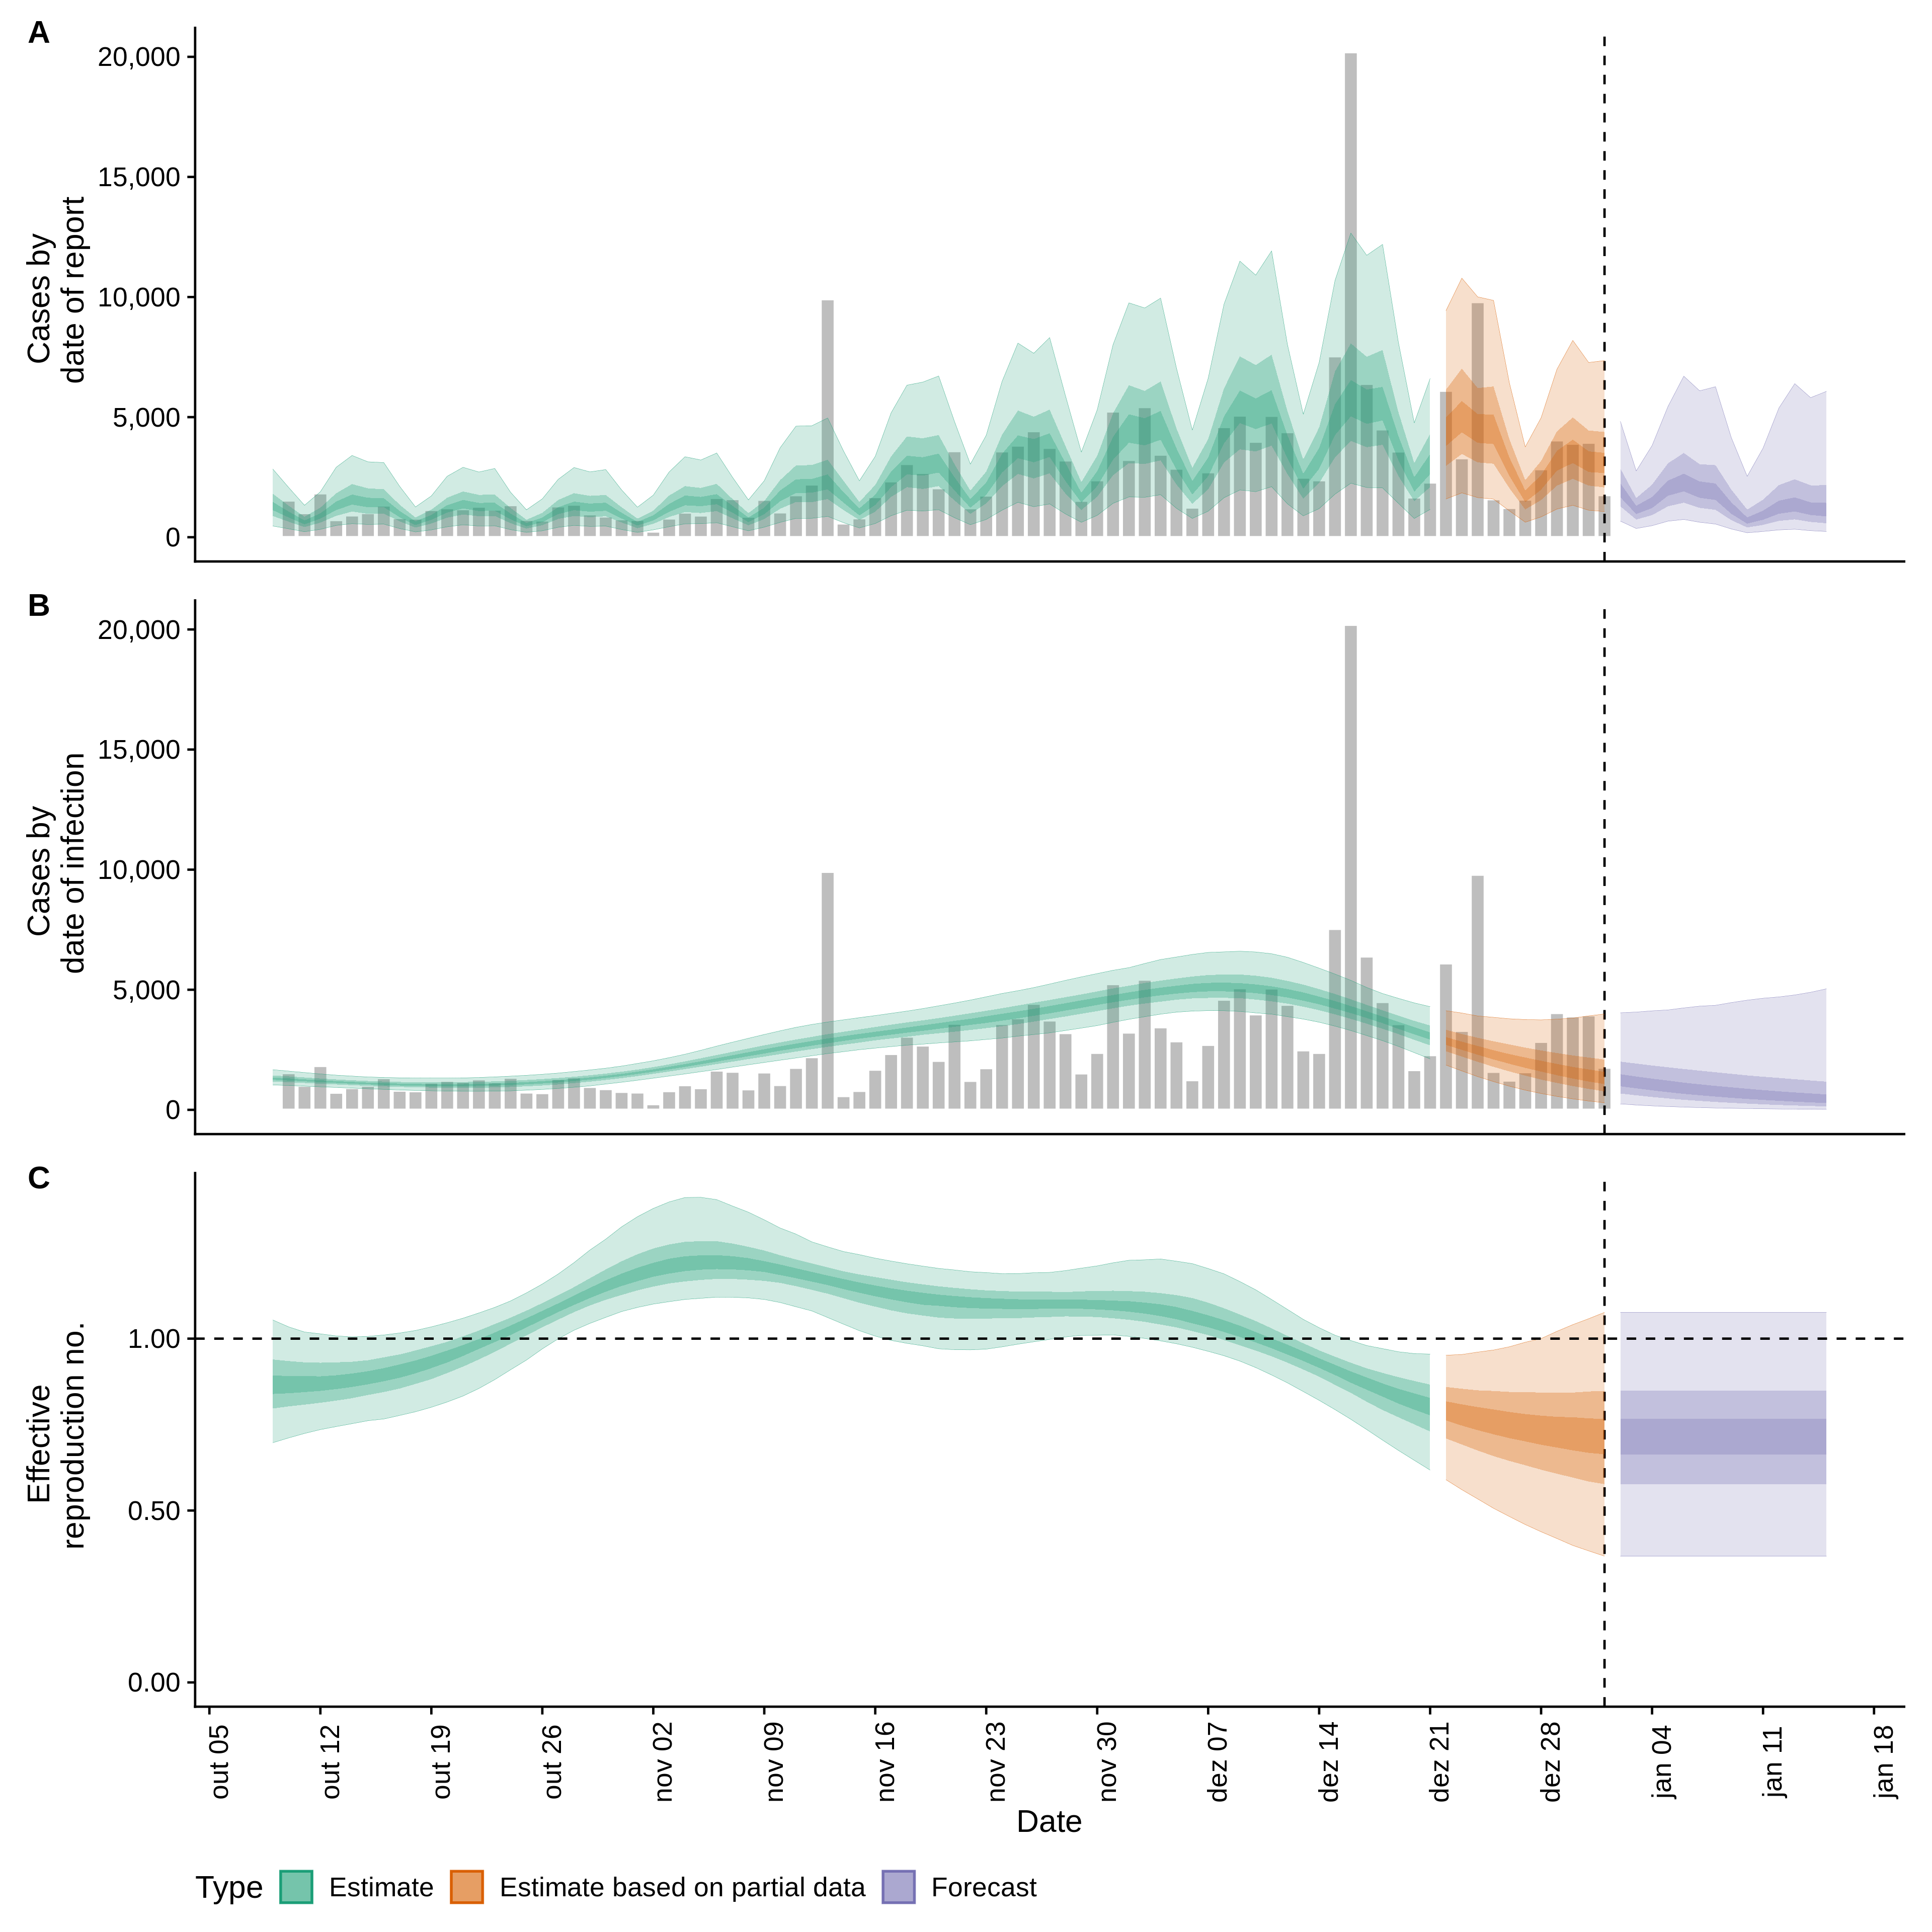 A
20,000
15,000
10,000
5,000
0
Cases by
date of report
B
20,000
15,000
10,000
5,000
0
Cases by
date of infection
C
1.00
0.50
0.00
Effective
reproduction no.
out 05
out 12
out 19
out 26
nov 02
nov 09
nov 16
nov 23
nov 30
dez 07
dez 14
dez 21
dez 28
jan 04
jan 11
jan 18
Date
Type Estimate Estimate based on partial data Forecast